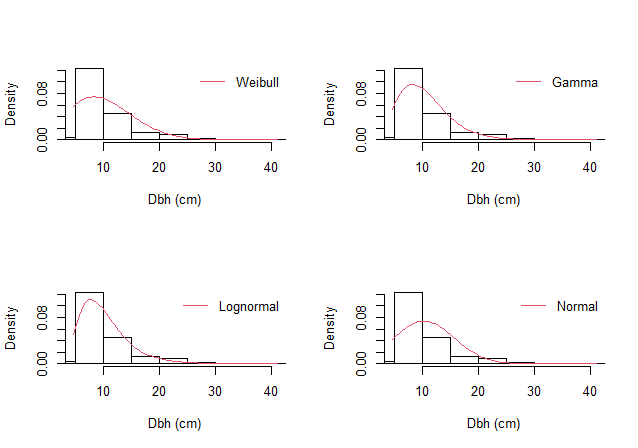 Weibull
Density
0.00 0.08
10 20 30 40
Dbh (cm)
Gamma
Density
0.00 0.08
10 20 30 40
Dbh (cm)
Lognormal
Density
0.00 0.08
10 20 30 40
Dbh (cm)
Normal
Density
0.00 0.08
10 20 30 40
Dbh (cm)